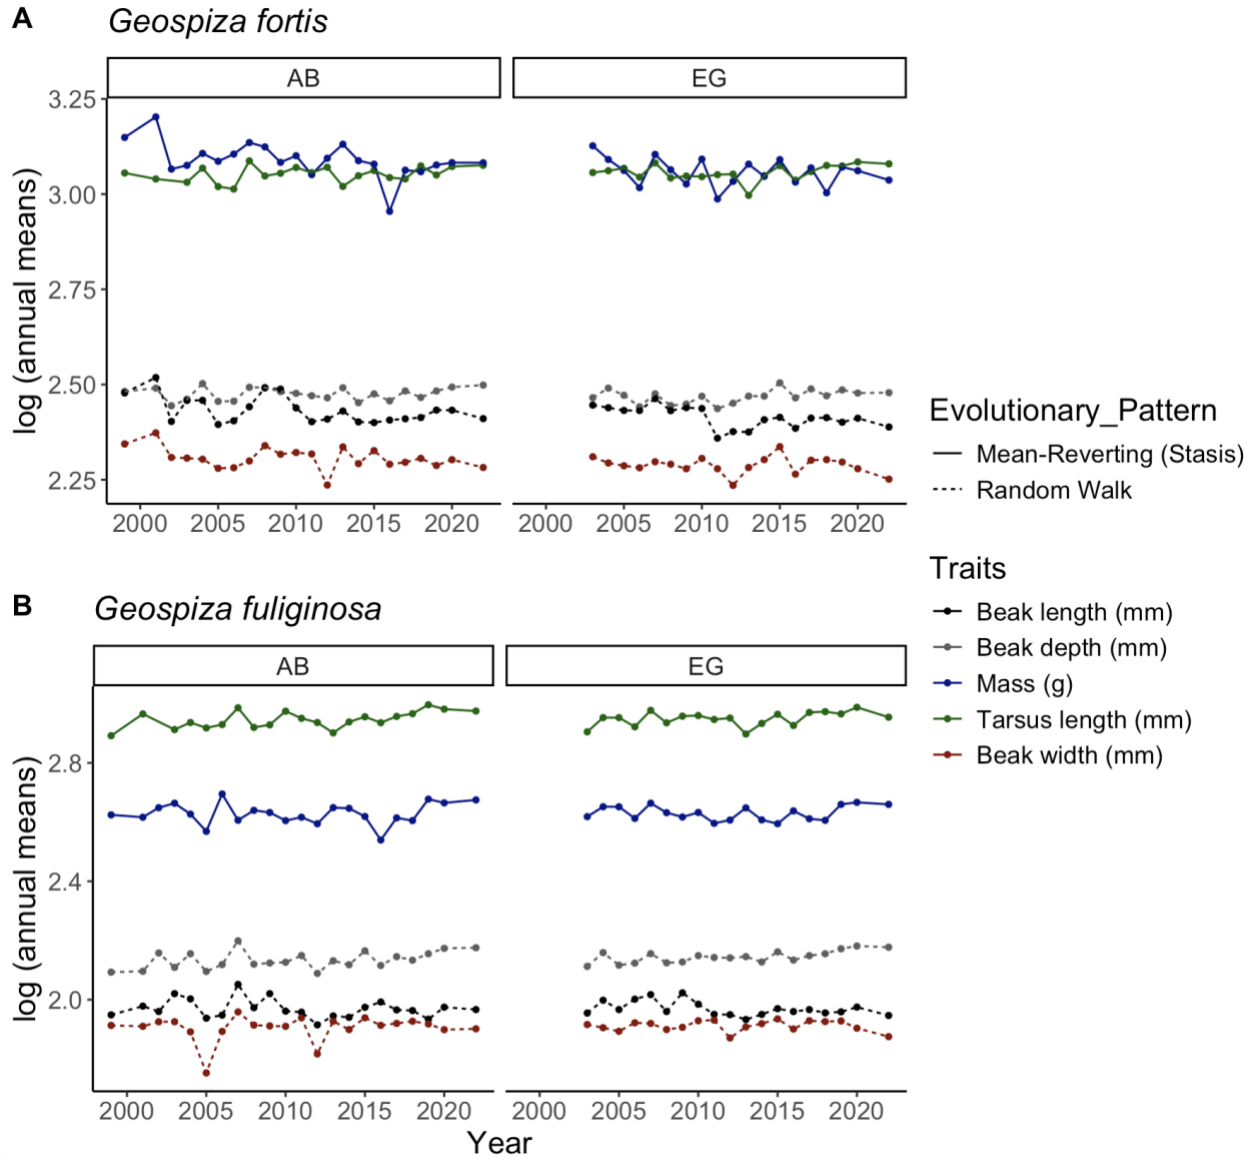 A
Geospiza fortis
AB
EG
3.25
3.00
2.75
2.50
2.25
log (annual means)
2000 2005 2010 2015 2020
2000 2005 2010 2015 2020
Evolutionary_Pattern
Mean-Reverting (Stasis)
Random Walk
Traits
Beak length (mm)
Beak depth (mm)
Mass (g)
Tarsus length (mm)
Beak width (mm)
B
Geospiza fuliginosa
AB
EG
2.8
2.4
2.0
log (annual means)
2000 2005 2010 2015 2020
2000 2005 2010 2015 2020
Year